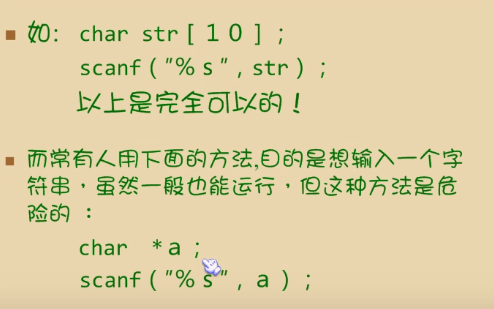 如: char str[10];
scanf("%s",str);
以上是完全可以的!
而常有人用下面的方法,目的是想输入一个字
符串，虽然一般也能运行，但这种方法是危
险的 :
char *a;
scanf("%s",a);